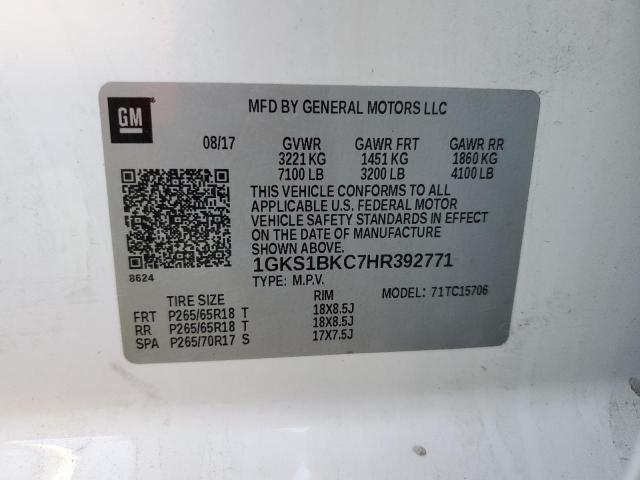 GM
MFD BY GENERAL MOTORS LLC
08/17 GVWR GAWR FRT GAWR RR
3221 KG 1451 KG 1860 KG
7100 LB 3200 LB 4100 LB
THIS VEHICLE CONFORMS TO ALL
APPLICABLE U.S. FEDERAL MOTOR
VEHICLE SAFETY STANDARDS IN EFFECT
ON THE DATE OF MANUFACTURE
SHOWN ABOVE.
8624 1GKS1BKC7HR392771
TYPE: M.P.V. MODEL: 71TC15706
TIRE SIZE RIM
FRT P265/65R18 T 18X8.5J
RR P265/65R18 T 18X8.5J
SPA P265/70R17 S 17X7.5J